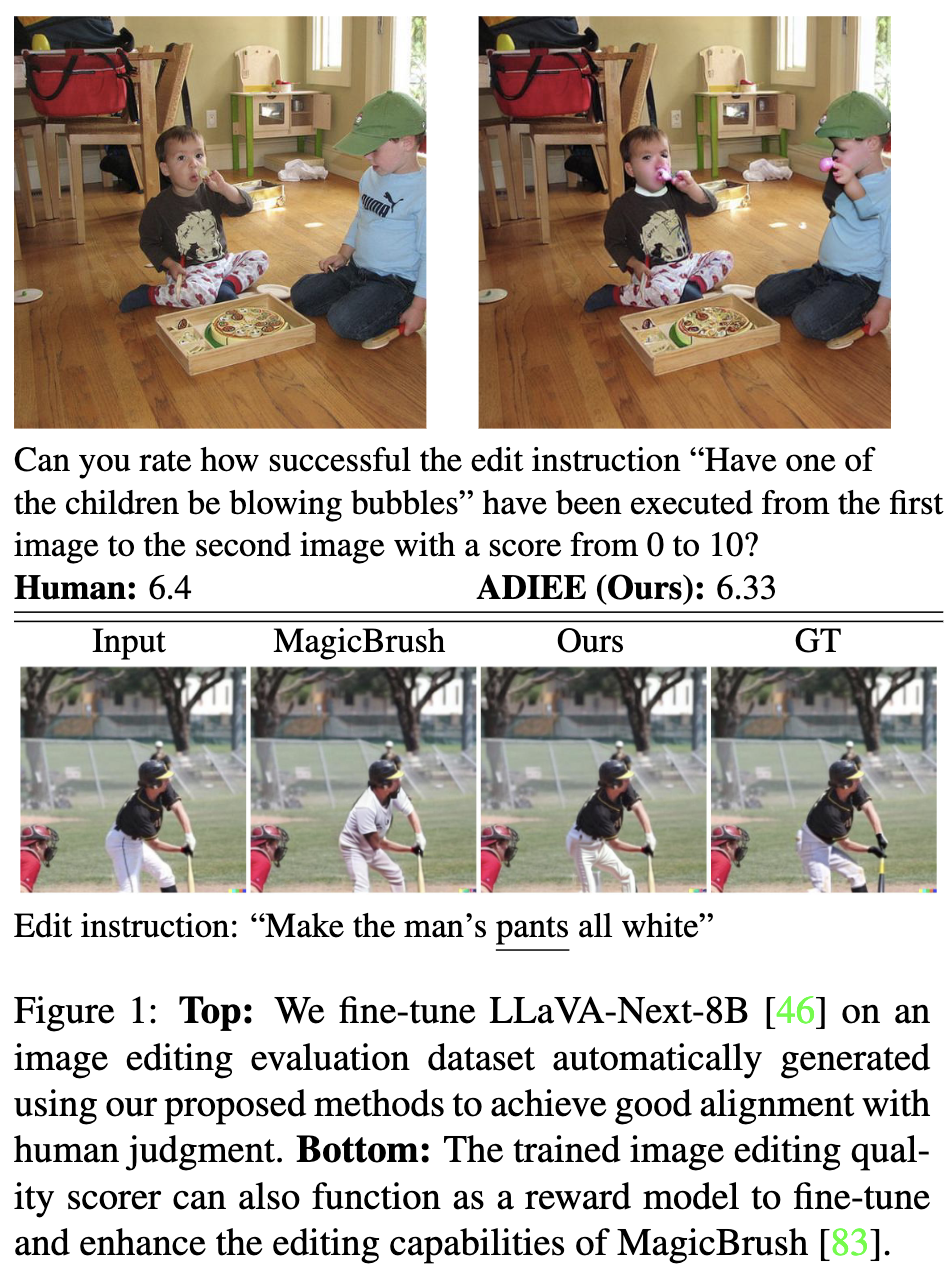 PUMA
Can you rate how successful the edit instruction “Have one of
the children be blowing bubbles” have been executed from the first
image to the second image with a score from 0 to 10?
Human: 6.4 ADIEE (Ours): 6.33
Input MagicBrush Ours GT
Edit instruction: “Make the man’s pants all white”
Figure 1: Top: We fine-tune LLaVA-Next-8B [46] on an
image editing evaluation dataset automatically generated
using our proposed methods to achieve good alignment with
human judgment. Bottom: The trained image editing qual-
ity scorer can also function as a reward model to fine-tune
and enhance the editing capabilities of MagicBrush [83].